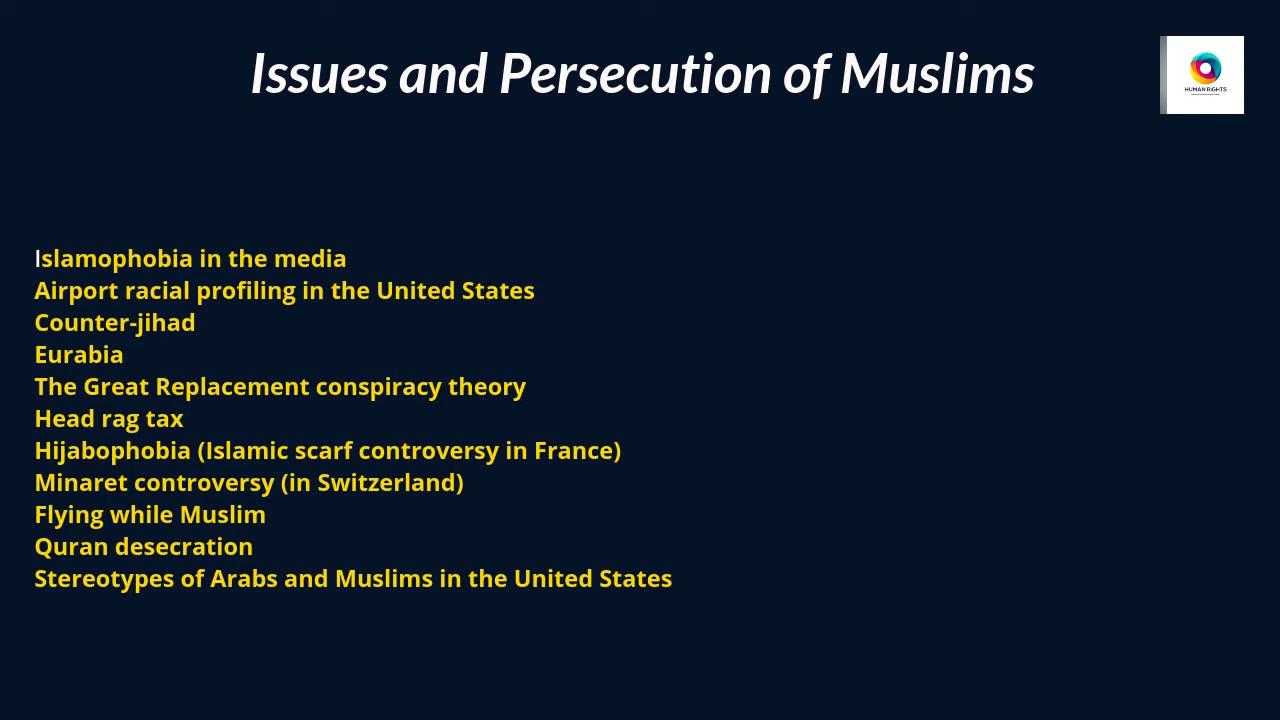 Issues and Persecution of Muslims
HUMAN RIGHTS
Islamophobia in the media
Airport racial profiling in the United States
Counter-jihad
Eurabia
The Great Replacement conspiracy theory
Head rag tax
Hijabophobia (Islamic scarf controversy in France)
Minaret controversy (in Switzerland)
Flying while Muslim
Quran desecration
Stereotypes of Arabs and Muslims in the United States